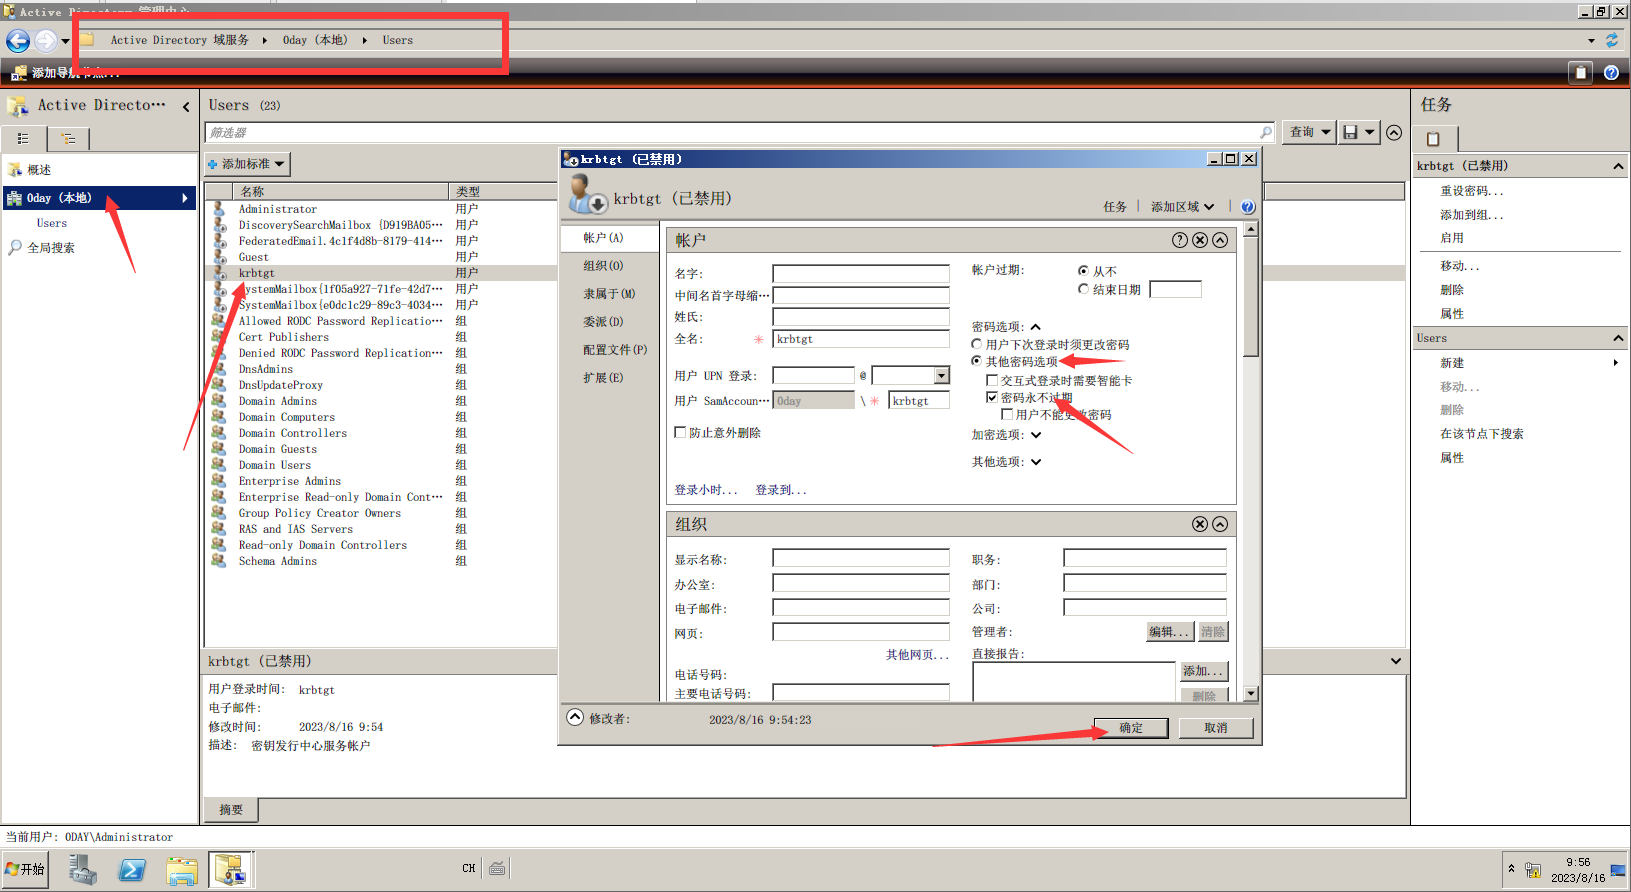 Active Directory 管理中心
Active Directory 域服务 ▸ 0day (本地) ▸ Users
添加导航节点...
Active Directo···
Users (23)
任务
筛选器
查询
概述
添加标准
0day (本地)
Users
全局搜索
名称 类型
Administrator 用户
DiscoverySearchMailbox {D919BA05··· 用户
FederatedEmail.4c1f4d8b-8179-414··· 用户
Guest 用户
krbtgt 用户
SystemMailbox{1f05a927-71fe-42d7··· 用户
SystemMailbox{e0dc1c29-89c3-4034··· 用户
Allowed RODC Password Replicatio··· 组
Cert Publishers 组
Denied RODC Password Replicatio··· 组
DnsAdmins 组
DnsUpdateProxy 组
Domain Admins 组
Domain Computers 组
Domain Controllers 组
Domain Guests 组
Domain Users 组
Enterprise Admins 组
Enterprise Read-only Domain Cont··· 组
Group Policy Creator Owners 组
RAS and IAS Servers 组
Read-only Domain Controllers 组
Schema Admins 组
krbtgt (已禁用)
krbtgt (已禁用)
任务 添加区域
帐户(A)
组织(O)
隶属于(M)
委派(D)
配置文件(P)
扩展(E)
帐户
名字:
中间名首字母缩···
姓氏:
全名: * krbtgt
用户 UPN 登录: @
用户 SamAccoun··· 0day \ * krbtgt
防止意外删除
登录小时... 登录到...
帐户过期: 从不
结束日期
密码选项:
用户下次登录时须更改密码
其他密码选项
交互式登录时需要智能卡
密码永不过期
用户不能更改密码
加密选项:
其他选项:
组织
显示名称: 职务:
办公室: 部门:
电子邮件: 公司:
网页: 管理者: 编辑... 清除
其他网页... 直接报告:
电话号码: 添加...
主要电话号码: 删除
修改者: 2023/8/16 9:54:23
确定 取消
krbtgt (已禁用)
重设密码...
添加到组...
启用
移动...
删除
属性
Users
新建
移动...
删除
在该节点下搜索
属性
krbtgt (已禁用)
用户登录时间: krbtgt
电子邮件:
修改时间: 2023/8/16 9:54
描述: 密钥发行中心服务帐户
摘要
当前用户: 0DAY\Administrator
开始
CH
9:56
2023/8/16